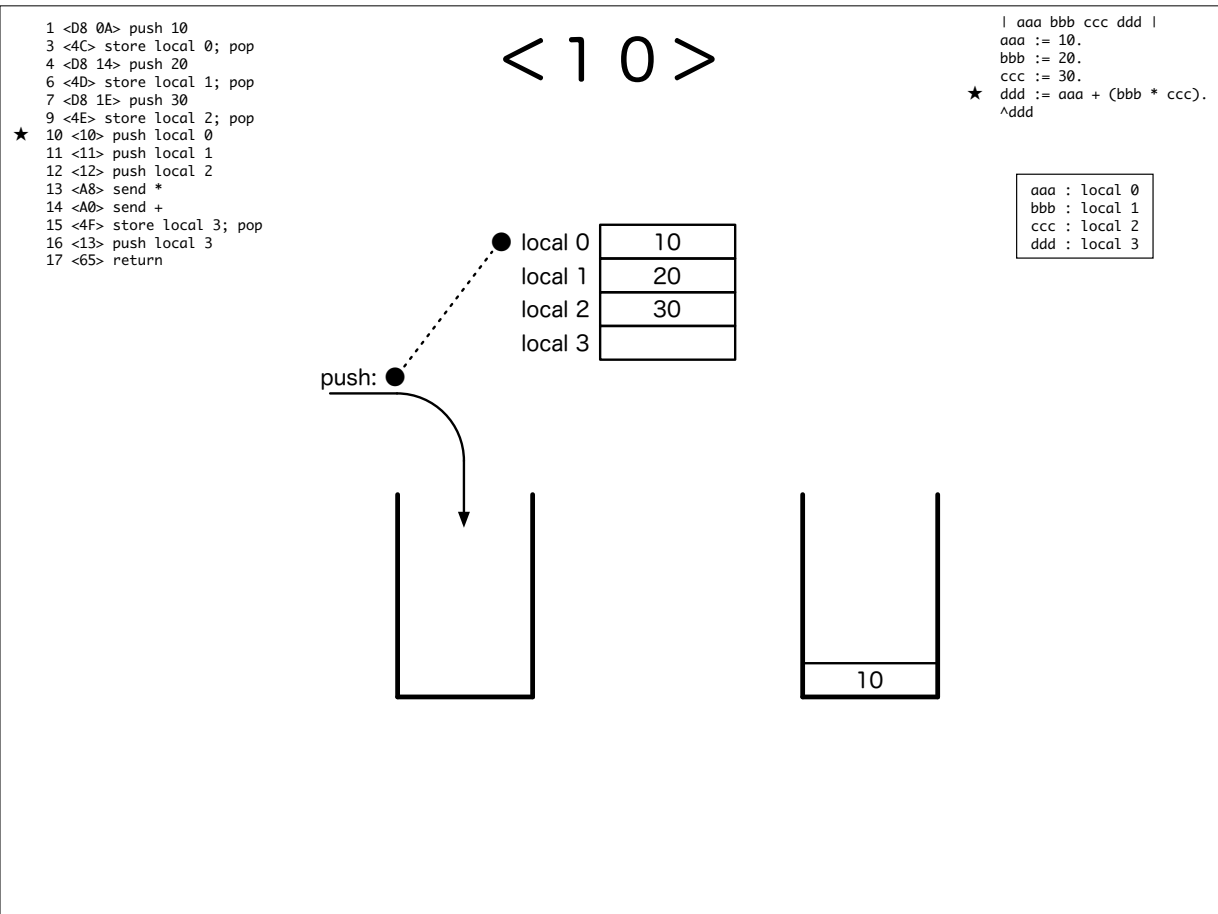 1 <D8 0A> push 10
3 <4C> store local 0; pop
4 <D8 14> push 20
6 <4D> store local 1; pop
7 <D8 1E> push 30
9 <4E> store local 2; pop
★ 10 <10> push local 0
11 <11> push local 1
12 <12> push local 2
13 <A8> send *
14 <A0> send +
15 <4F> store local 3; pop
16 <13> push local 3
17 <65> return
<10>
| aaa bbb ccc ddd |
aaa := 10.
bbb := 20.
ccc := 30.
★ ddd := aaa + (bbb * ccc).
^ddd
aaa : local 0
bbb : local 1
ccc : local 2
ddd : local 3
local 0 10
local 1 20
local 2 30
local 3
push:
10